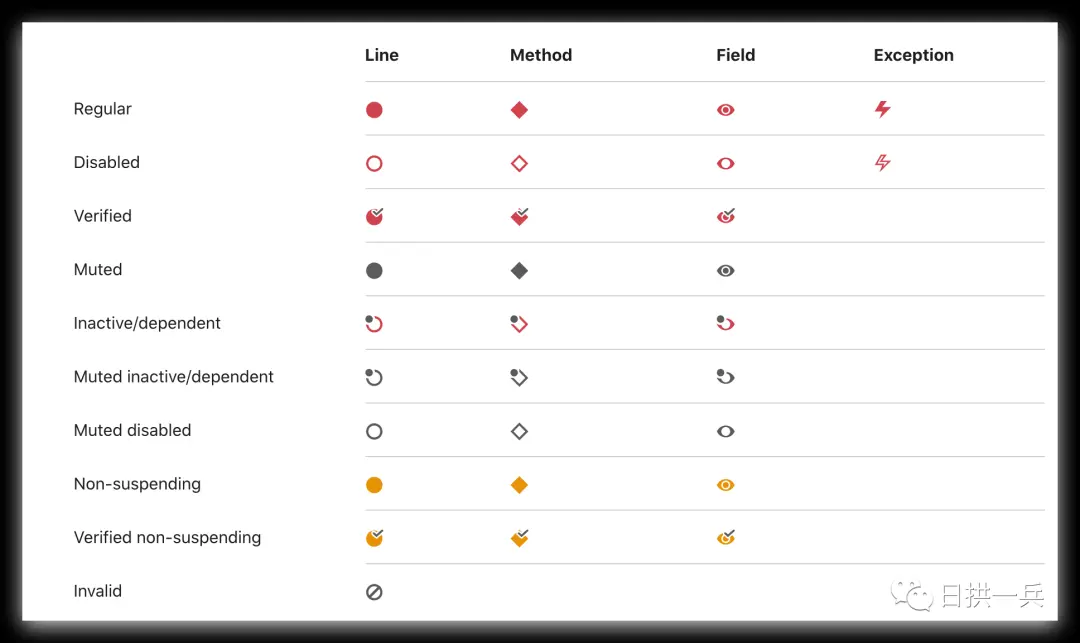 Line Method Field Exception
Regular
Disabled
Verified
Muted
Inactive/dependent
Muted inactive/dependent
Muted disabled
Non-suspending
Verified non-suspending
Invalid
日拱一兵